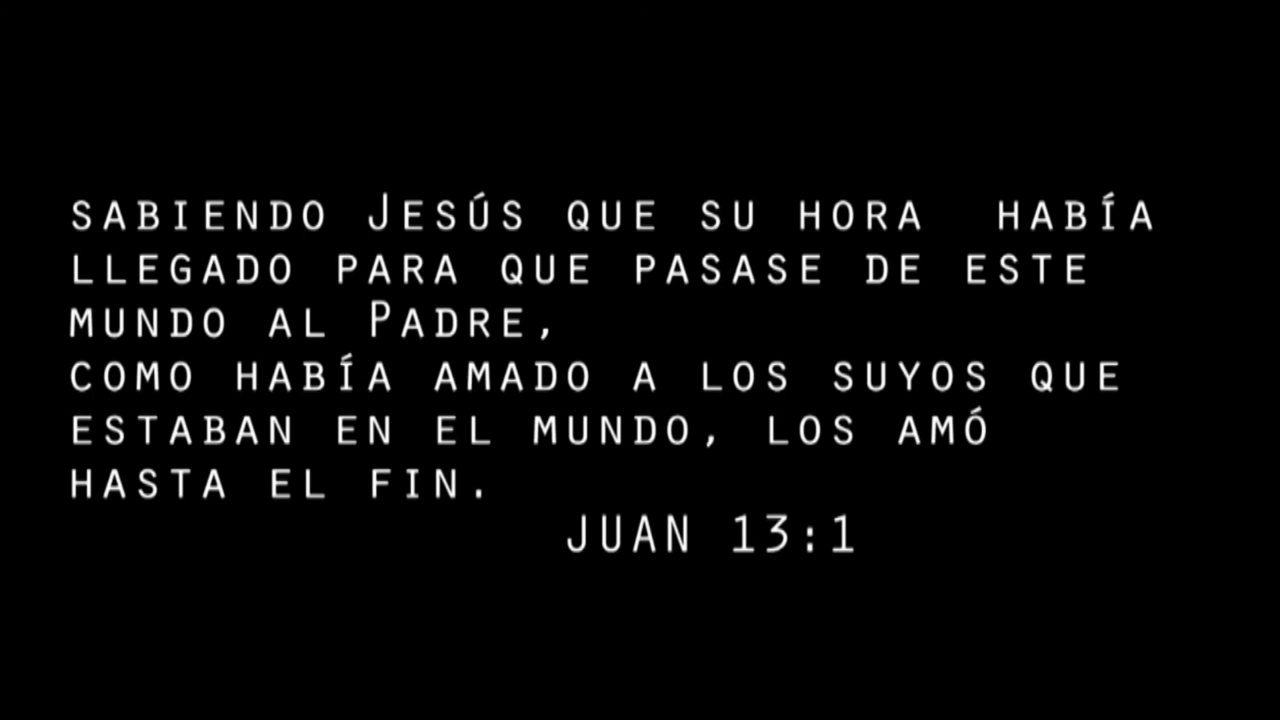 sabiendo Jesús que su hora  había
llegado para que pasase de este
mundo al Padre,
como había amado a los suyos que
estaban en el mundo, los amó
hasta el fin.
JUAN 13:1